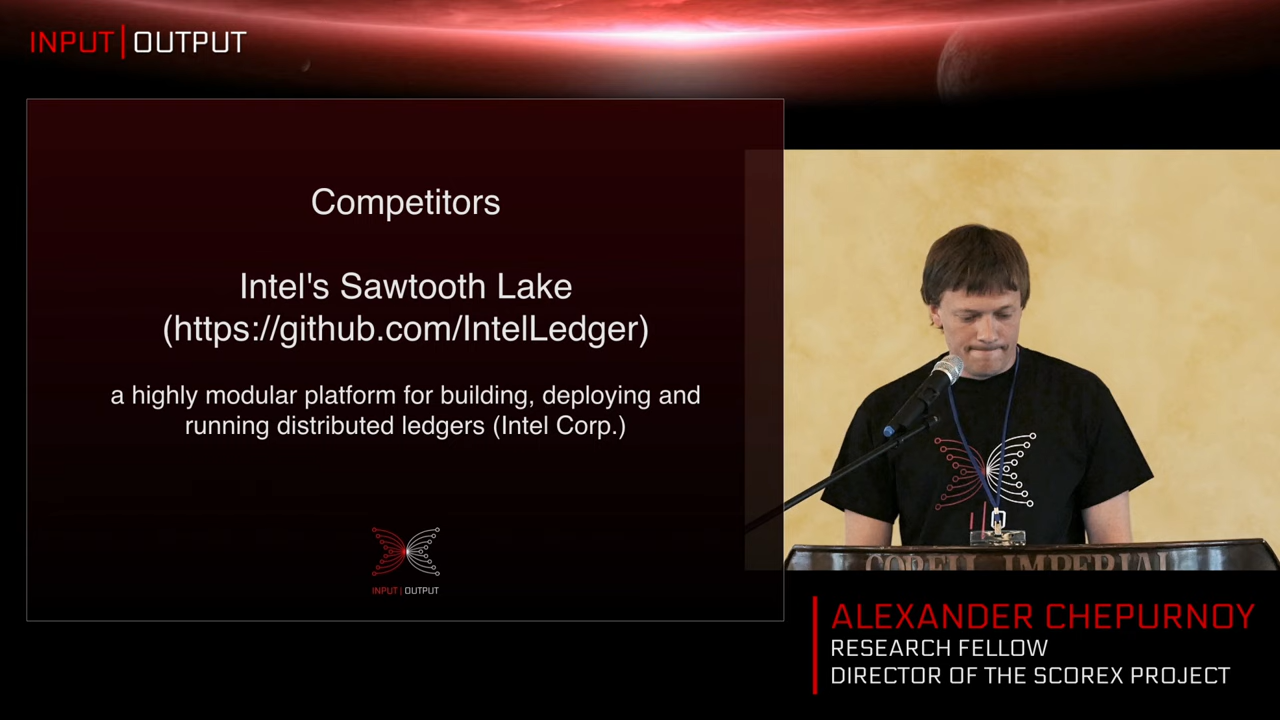 INPUT | OUTPUT
Competitors
Intel's Sawtooth Lake
(https://github.com/IntelLedger)
a highly modular platform for building, deploying and
running distributed ledgers (Intel Corp.)
INPUT | OUTPUT
IMPERIAL
ALEXANDER CHEPURNOY
RESEARCH FELLOW
DIRECTOR OF THE SCOREX PROJECT